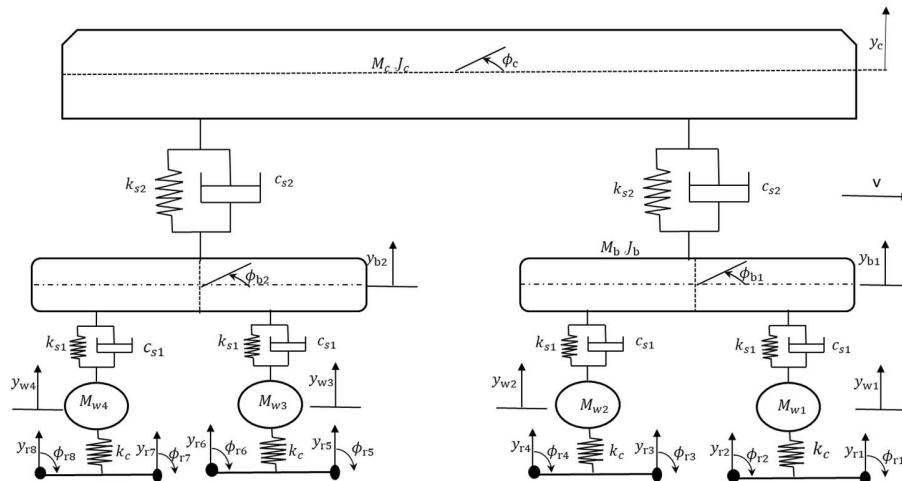 y_c
M_c J_c ϕ_c
k_s2 c_s2 k_s2 c_s2 v
M_b J_b
y_b2 ϕ_b2 ϕ_b1 y_b1
k_s1 c_s1 k_s1 c_s1 k_s1 c_s1 k_s1 c_s1
y_w4 M_w4 M_w3 y_w3 y_w2 M_w2 M_w1 y_w1
y_r8 ϕ_r8 k_c y_r7 ϕ_r7 y_r6 ϕ_r6 k_c y_r5 ϕ_r5 y_r4 ϕ_r4 k_c y_r3 ϕ_r3 y_r2 ϕ_r2 k_c y_r1 ϕ_r1